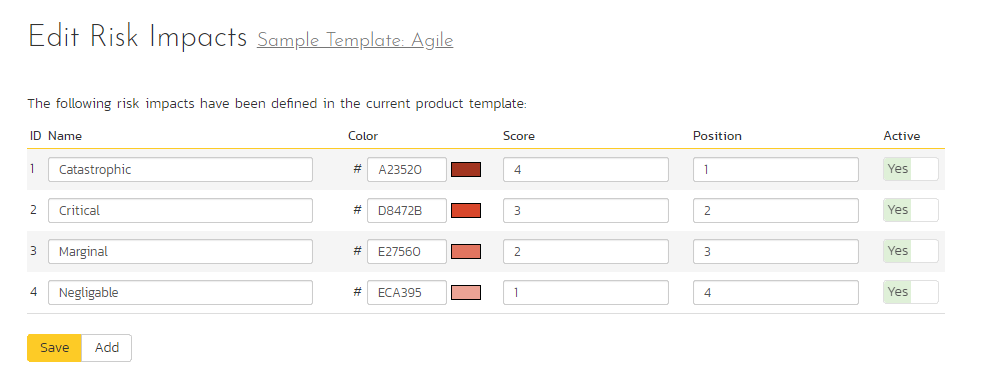 Edit Risk Impacts Sample Template: Agile
The following risk impacts have been defined in the current product template:
ID Name Color Score Position Active
1 Catastrophic # A23520 4 1 Yes
2 Critical # D8472B 3 2 Yes
3 Marginal # E27560 2 3 Yes
4 Negligable # ECA395 1 4 Yes
Save Add